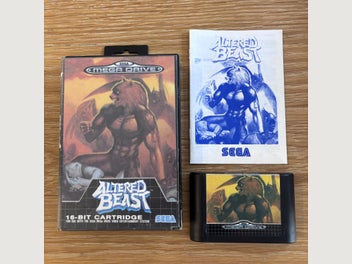 SEGA
MEGA DRIVE
ALTERED
BEAST
16-BIT CARTRIDGE
SEGA
ALTERED
BEAST
SEGA